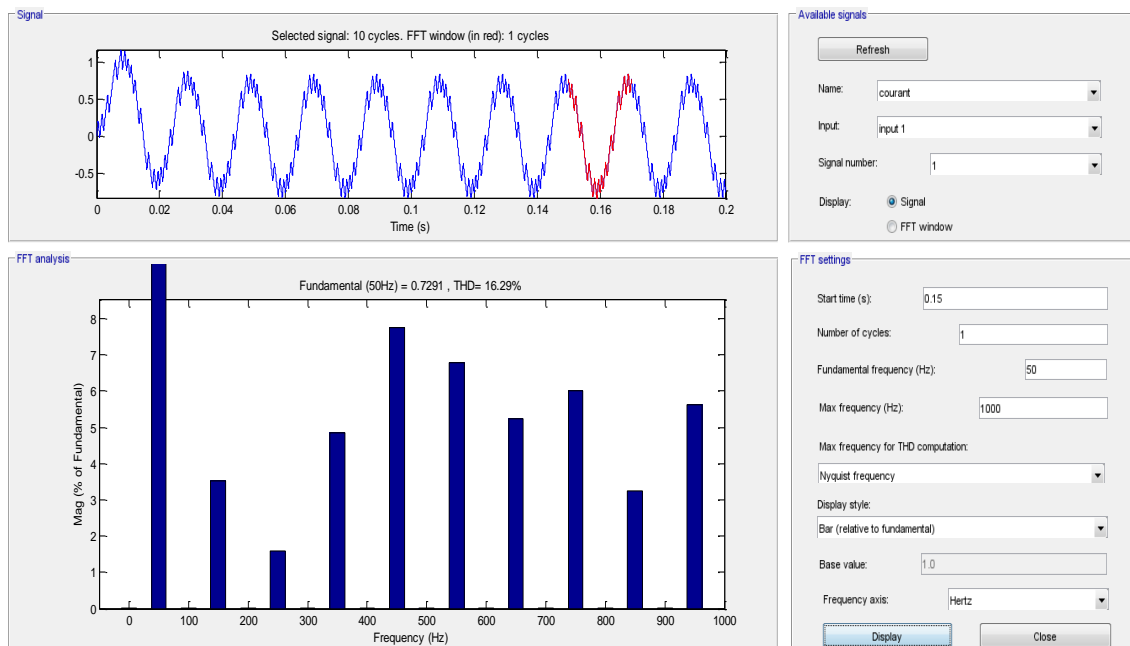 Signal
Selected signal: 10 cycles. FFT window (in red): 1 cycles
1
0.5
0
-0.5
0 0.02 0.04 0.06 0.08 0.1 0.12 0.14 0.16 0.18 0.2
Time (s)
Available signals
Refresh
Name: courant
Input: input 1
Signal number: 1
Display: Signal
FFT window
FFT analysis
Fundamental (50Hz) = 0.7291 , THD= 16.29%
Mag (% of Fundamental)
8
7
6
5
4
3
2
1
0
0 100 200 300 400 500 600 700 800 900 1000
Frequency (Hz)
FFT settings
Start time (s): 0.15
Number of cycles: 1
Fundamental frequency (Hz): 50
Max frequency (Hz): 1000
Max frequency for THD computation:
Nyquist frequency
Display style:
Bar (relative to fundamental)
Base value: 1.0
Frequency axis: Hertz
Display Close